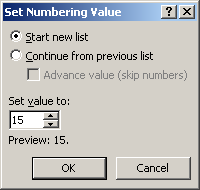 Set Numbering Value
Start new list
Continue from previous list
Advance value (skip numbers)
Set value to:
15
Preview: 15.
OK
Cancel